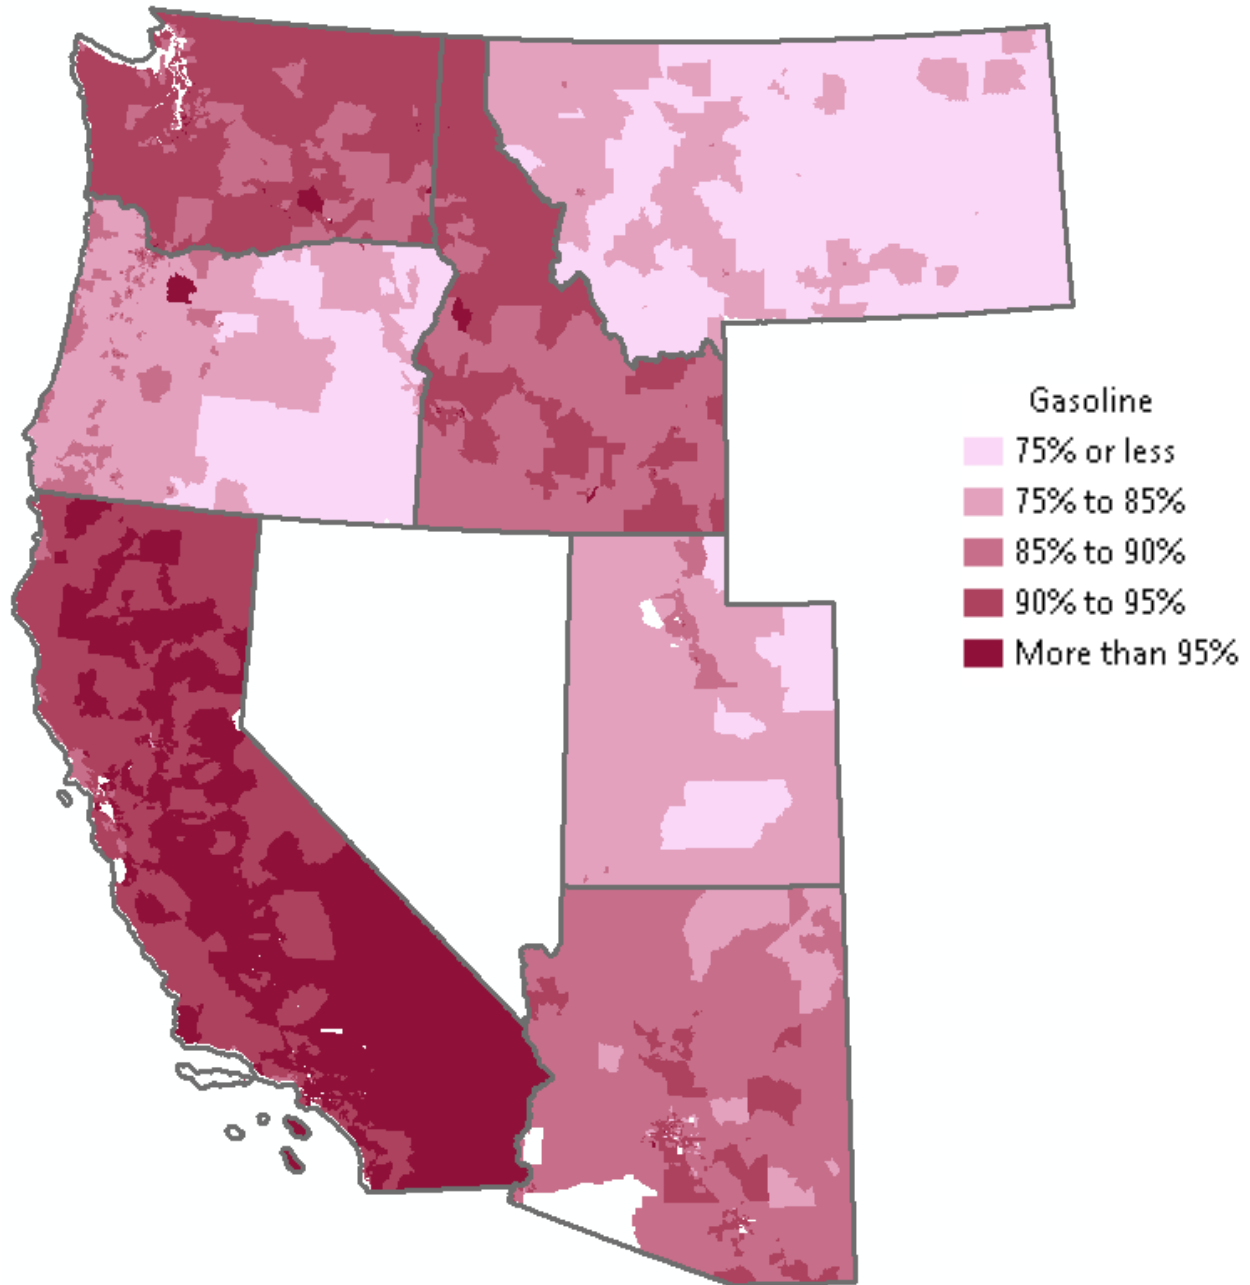 Gasoline
75% or less
75% to 85%
85% to 90%
90% to 95%
More than 95%